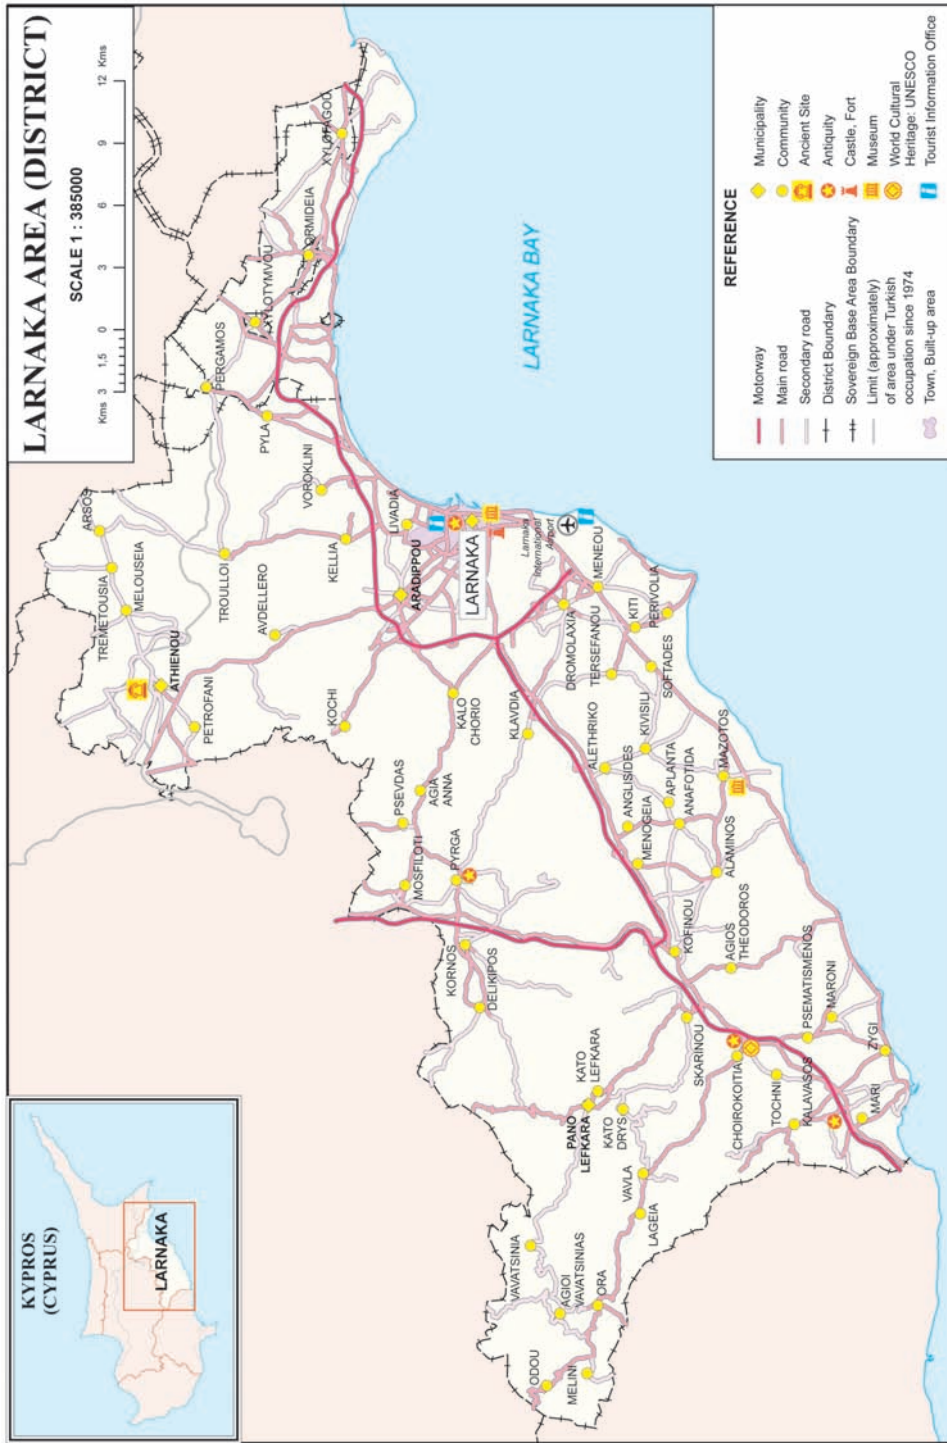 LARNAKA AREA (DISTRICT)
SCALE 1 : 385000
Kms 3 1,5 0 3 6 9 12 Kms
KYPROS
(CYPRUS)
LARNAKA
ARSOS
TREMETOUSIA
MELOUSEIA
ATHIENOU
PETROFANI
TROULLOI
AVDELLERO
PERGAMOS
PYLA
XYLOTYMVOU
ORMIDEIA
XYLOFAGOU
VOROKLINI
KELLIA
LIVADIA
ARADIPPOU
LARNAKA
KOCHI
KALO
CHORIO
PSEVDAS
AGIA
ANNA
MOSFILOTI
PYRGA
KLAVDIA
KORNOS
DELIKIPOS
Larnaka
International
Airport
MENEOU
DROMOLAXIA
TERSEFANOU
KITI
PERIVOLIA
SOFTADES
KIVISILI
ALETHRIKO
ANGLISIDES
APLANTA
ANAFOTIDA
MENOGEIA
MAZOTOS
ALAMINOS
KOFINOU
AGIOS
THEODOROS
KATO
LEFKARA
PANO
LEFKARA
KATO
DRYS
SKARINOU
VAVLA
LAGEIA
CHOIROKOITIA
TOCHNI
KALAVASOS
PSEMATISMENOS
MARONI
ZYGI
MARI
VAVATSINIA
AGIOI
VAVATSINIAS
ORA
ODOU
MELINI
LARNAKA BAY
REFERENCE
Motorway
Main road
Secondary road
District Boundary
Sovereign Base Area Boundary
Limit (approximately)
of area under Turkish
occupation since 1974
Town, Built-up area
Municipality
Community
Ancient Site
Antiquity
Castle, Fort
Museum
World Cultural
Heritage: UNESCO
Tourist Information Office